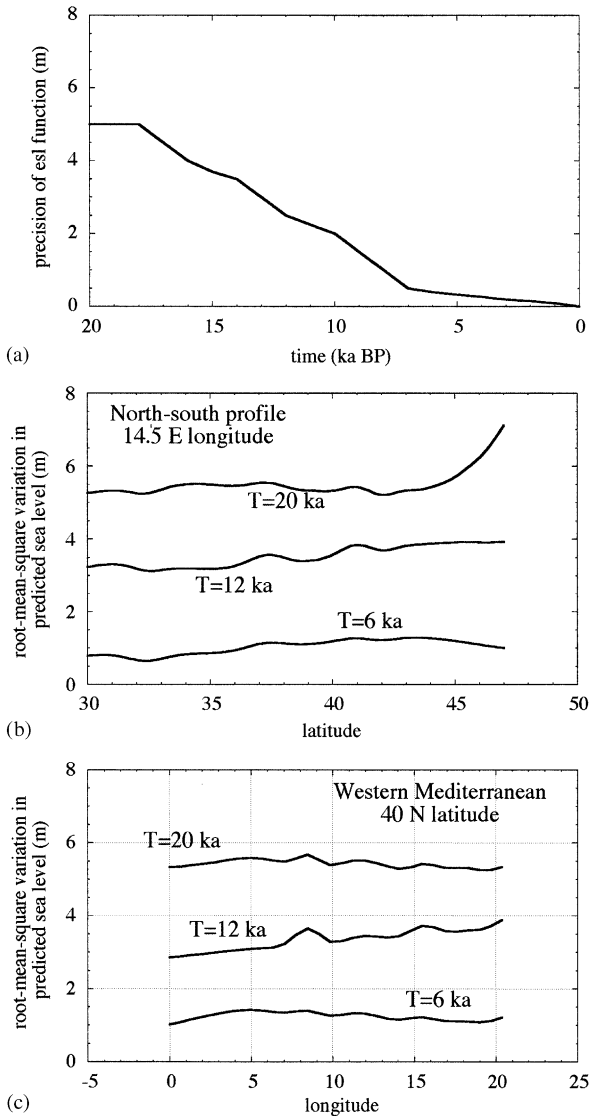 8
6
4
2
0
precision of esl function (m)
20
15
10
5
0
time (ka BP)
(a)
8
6
4
2
0
root-mean-square variation in
predicted sea level (m)
North-south profile
14.5 E longitude
T=20 ka
T=12 ka
T=6 ka
30
35
40
45
50
latitude
(b)
8
6
4
2
0
root-mean-square variation in
predicted sea level (m)
Western Mediterranean
40 N latitude
T=20 ka
T=12 ka
T=6 ka
-5
0
5
10
15
20
25
longitude
(c)